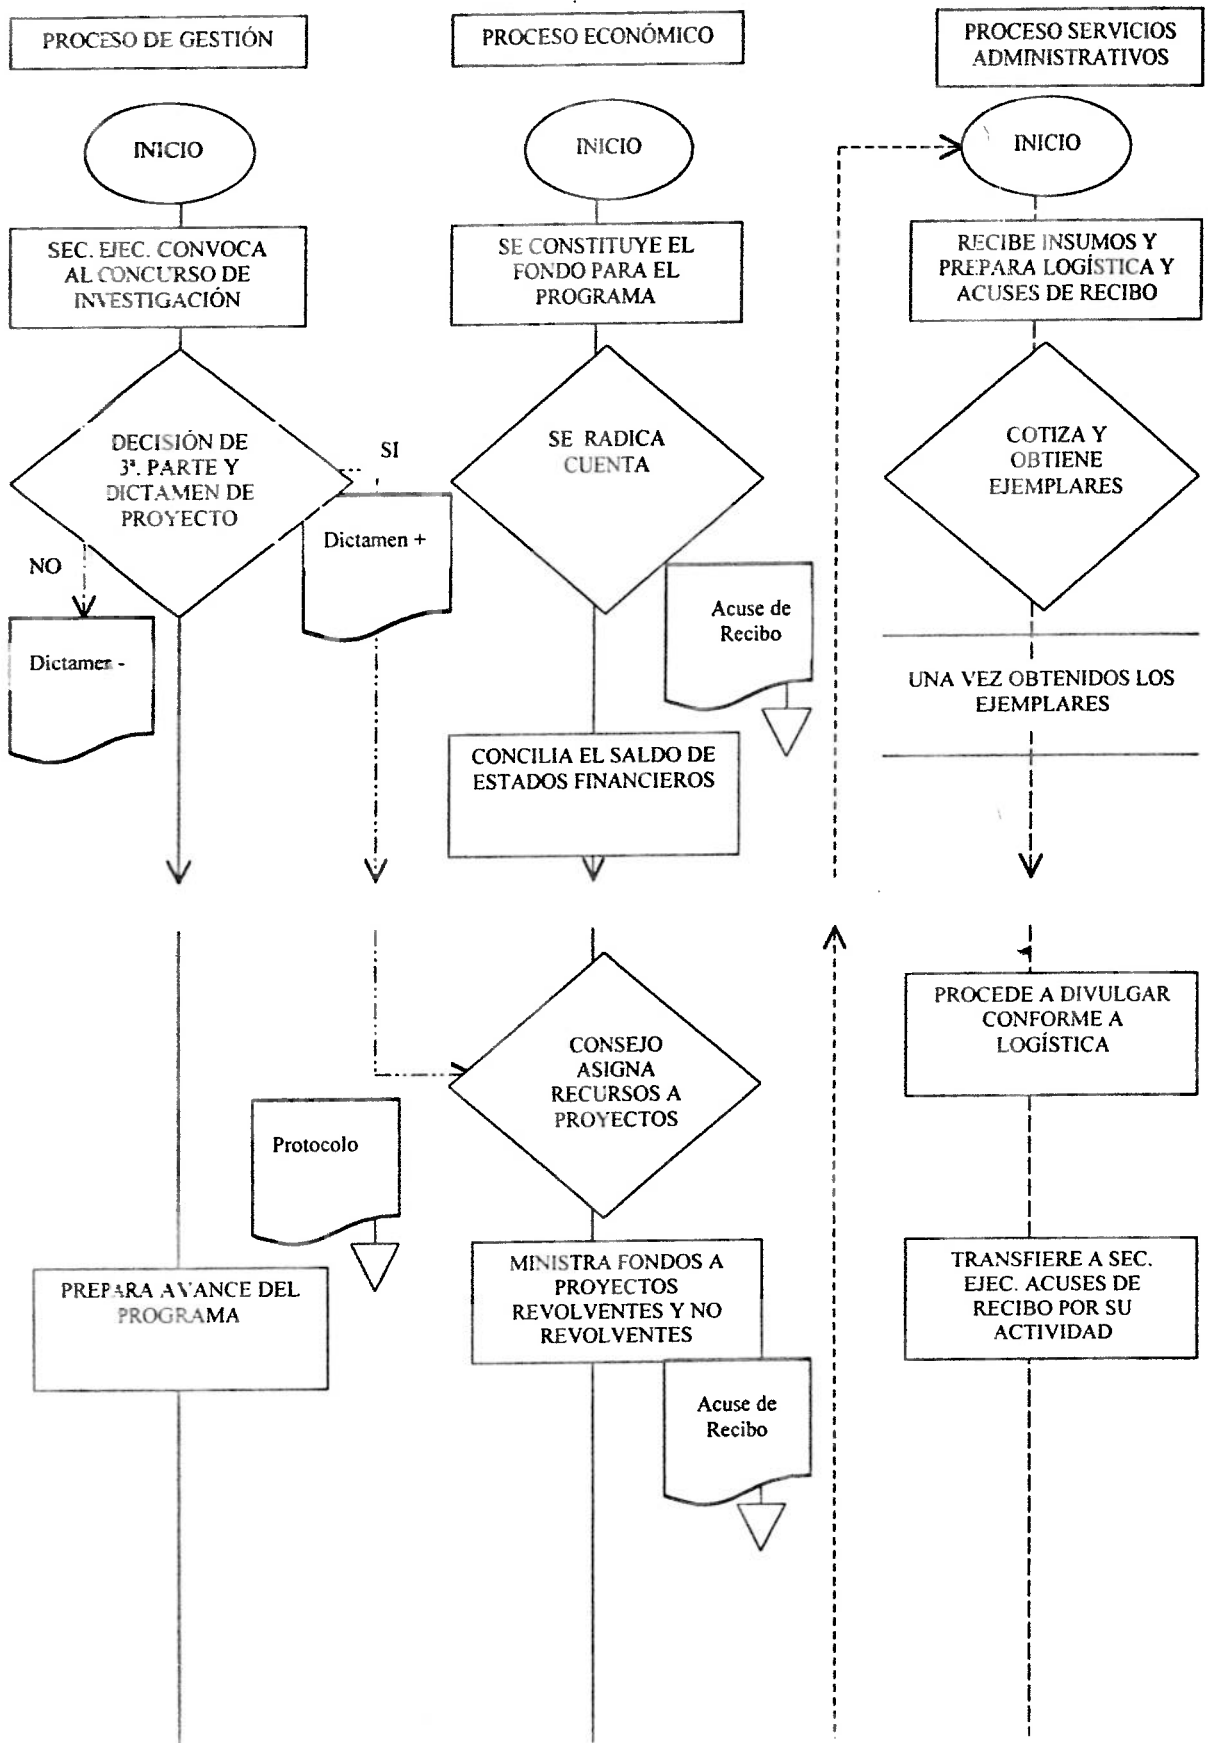 PROCESO DE GESTIÓN
PROCESO ECONÓMICO
PROCESO SERVICIOS
ADMINISTRATIVOS
INICIO
INICIO
INICIO
SEC. EJEC. CONVOCA
AL CONCURSO DE
INVESTIGACIÓN
SE CONSTITUYE EL
FONDO PARA EL
PROGRAMA
RECIBE INSUMOS Y
PREPARA LOGÍSTICA Y
ACUSES DE RECIBO
DECISIÓN DE
3ª. PARTE Y
DICTAMEN DE
PROYECTO
SI
NO
Dictamen +
Dictamen -
SE RADICA
CUENTA
Acuse de
Recibo
COTIZA Y
OBTIENE
EJEMPLARES
UNA VEZ OBTENIDOS LOS
EJEMPLARES
CONCILIA EL SALDO DE
ESTADOS FINANCIEROS
CONSEJO
ASIGNA
RECURSOS A
PROYECTOS
PROCEDE A DIVULGAR
CONFORME A
LOGÍSTICA
Protocolo
PREPARA AVANCE DEL
PROGRAMA
MINISTRA FONDOS A
PROYECTOS
REVOLVENTES Y NO
REVOLVENTES
Acuse de
Recibo
TRANSFIERE A SEC.
EJEC. ACUSES DE
RECIBO POR SU
ACTIVIDAD